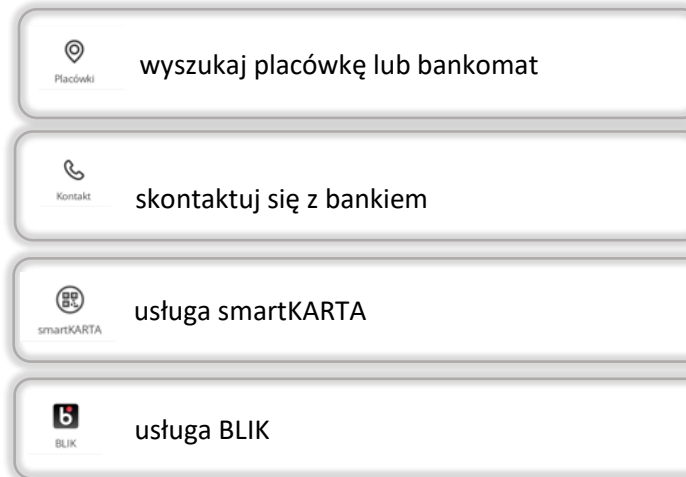 Placówki
wyszukaj placówkę lub bankomat
Kontakt
skontaktuj się z bankiem
smartKARTA
usługa smartKARTA
BLIK
usługa BLIK